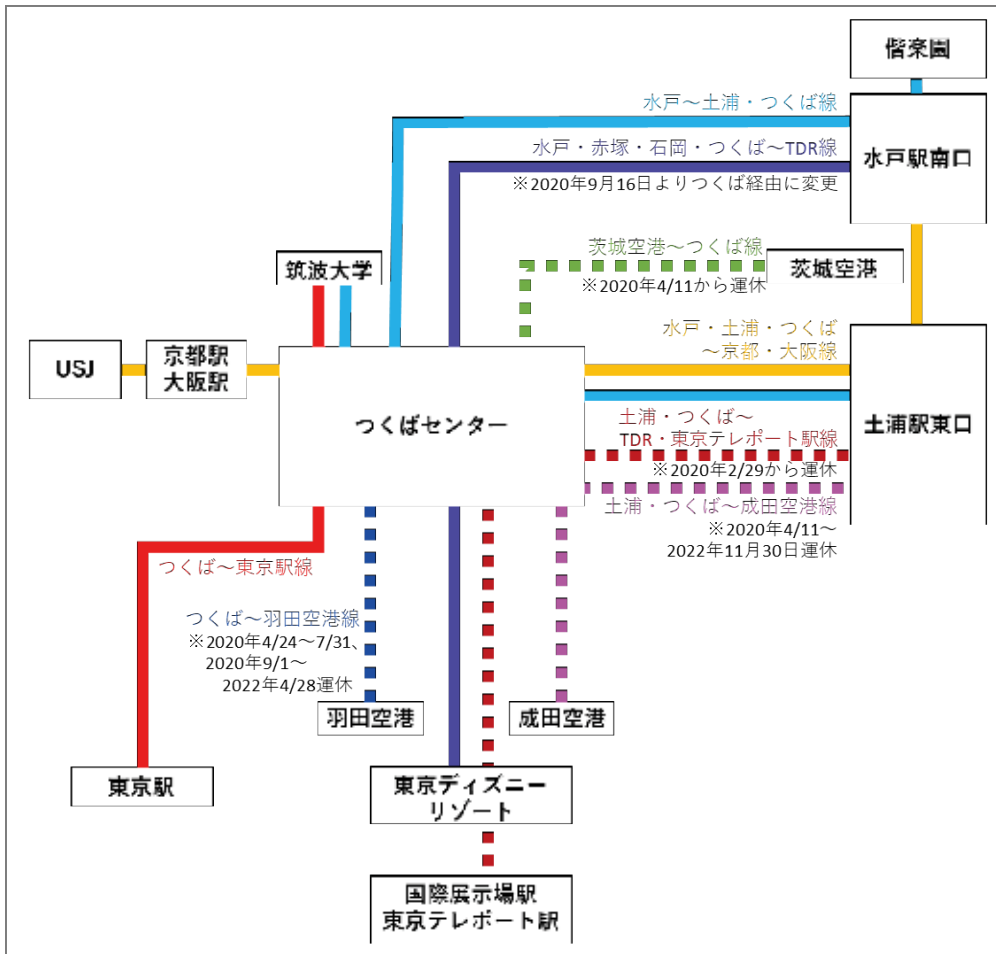 偕楽園
水戸～土浦・つくば線
水戸駅南口
水戸・赤塚・石岡・つくば～TDR線
※2020年9月16日よりつくば経由に変更
筑波大学
茨城空港～つくば線
※2020年4/11から運休
茨城空港
USJ
京都駅
大阪駅
水戸・土浦・つくば
～京都・大阪線
つくばセンター
土浦駅東口
土浦・つくば～
TDR・東京テレポート駅線
※2020年2/29から運休
土浦・つくば～成田空港線
※2020年4/11～
2022年11月30日運休
つくば～東京駅線
つくば～羽田空港線
※2020年4/24～7/31、
2020年9/1～
2022年4/28運休
羽田空港
成田空港
東京駅
東京ディズニー
リゾート
国際展示場駅
東京テレポート駅